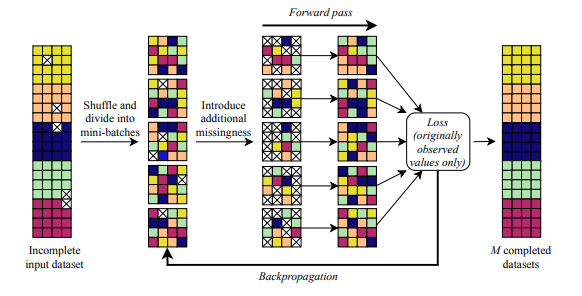 Forward pass
Shuffle and
divide into
mini-batches
Introduce
additional
missingness
Loss
(originally
observed
values only)
Incomplete
input dataset
M completed
datasets
Backpropagation